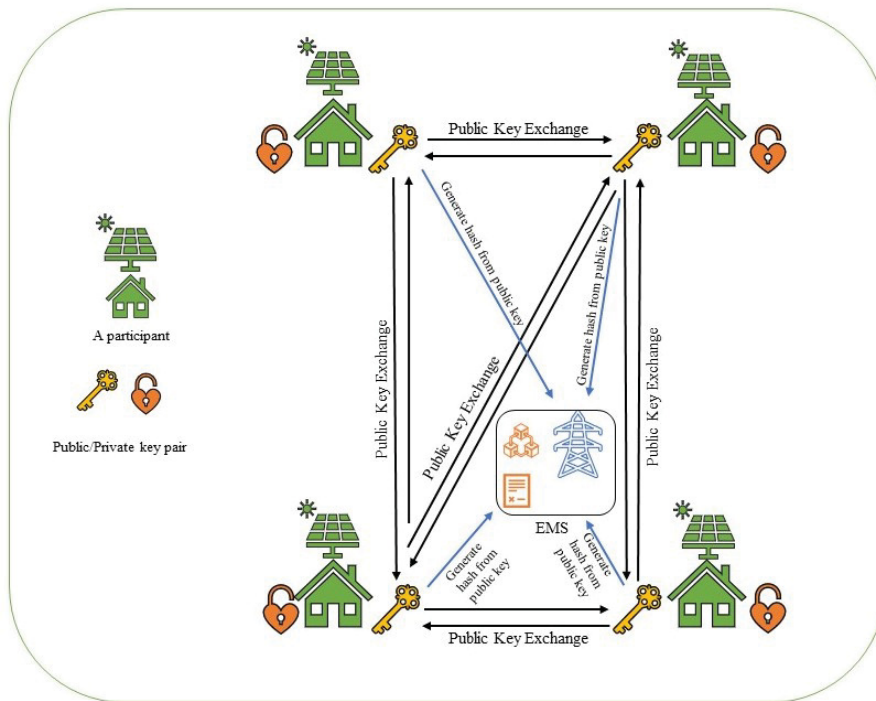 Public Key Exchange
Generate hash from public key
Generate hash from public key
A participant
Public Key Exchange
Public Key Exchange
Public Key Exchange
Public/Private key pair
EMS
Generate
hash from
public key
Generate
hash from
public key
Public Key Exchange